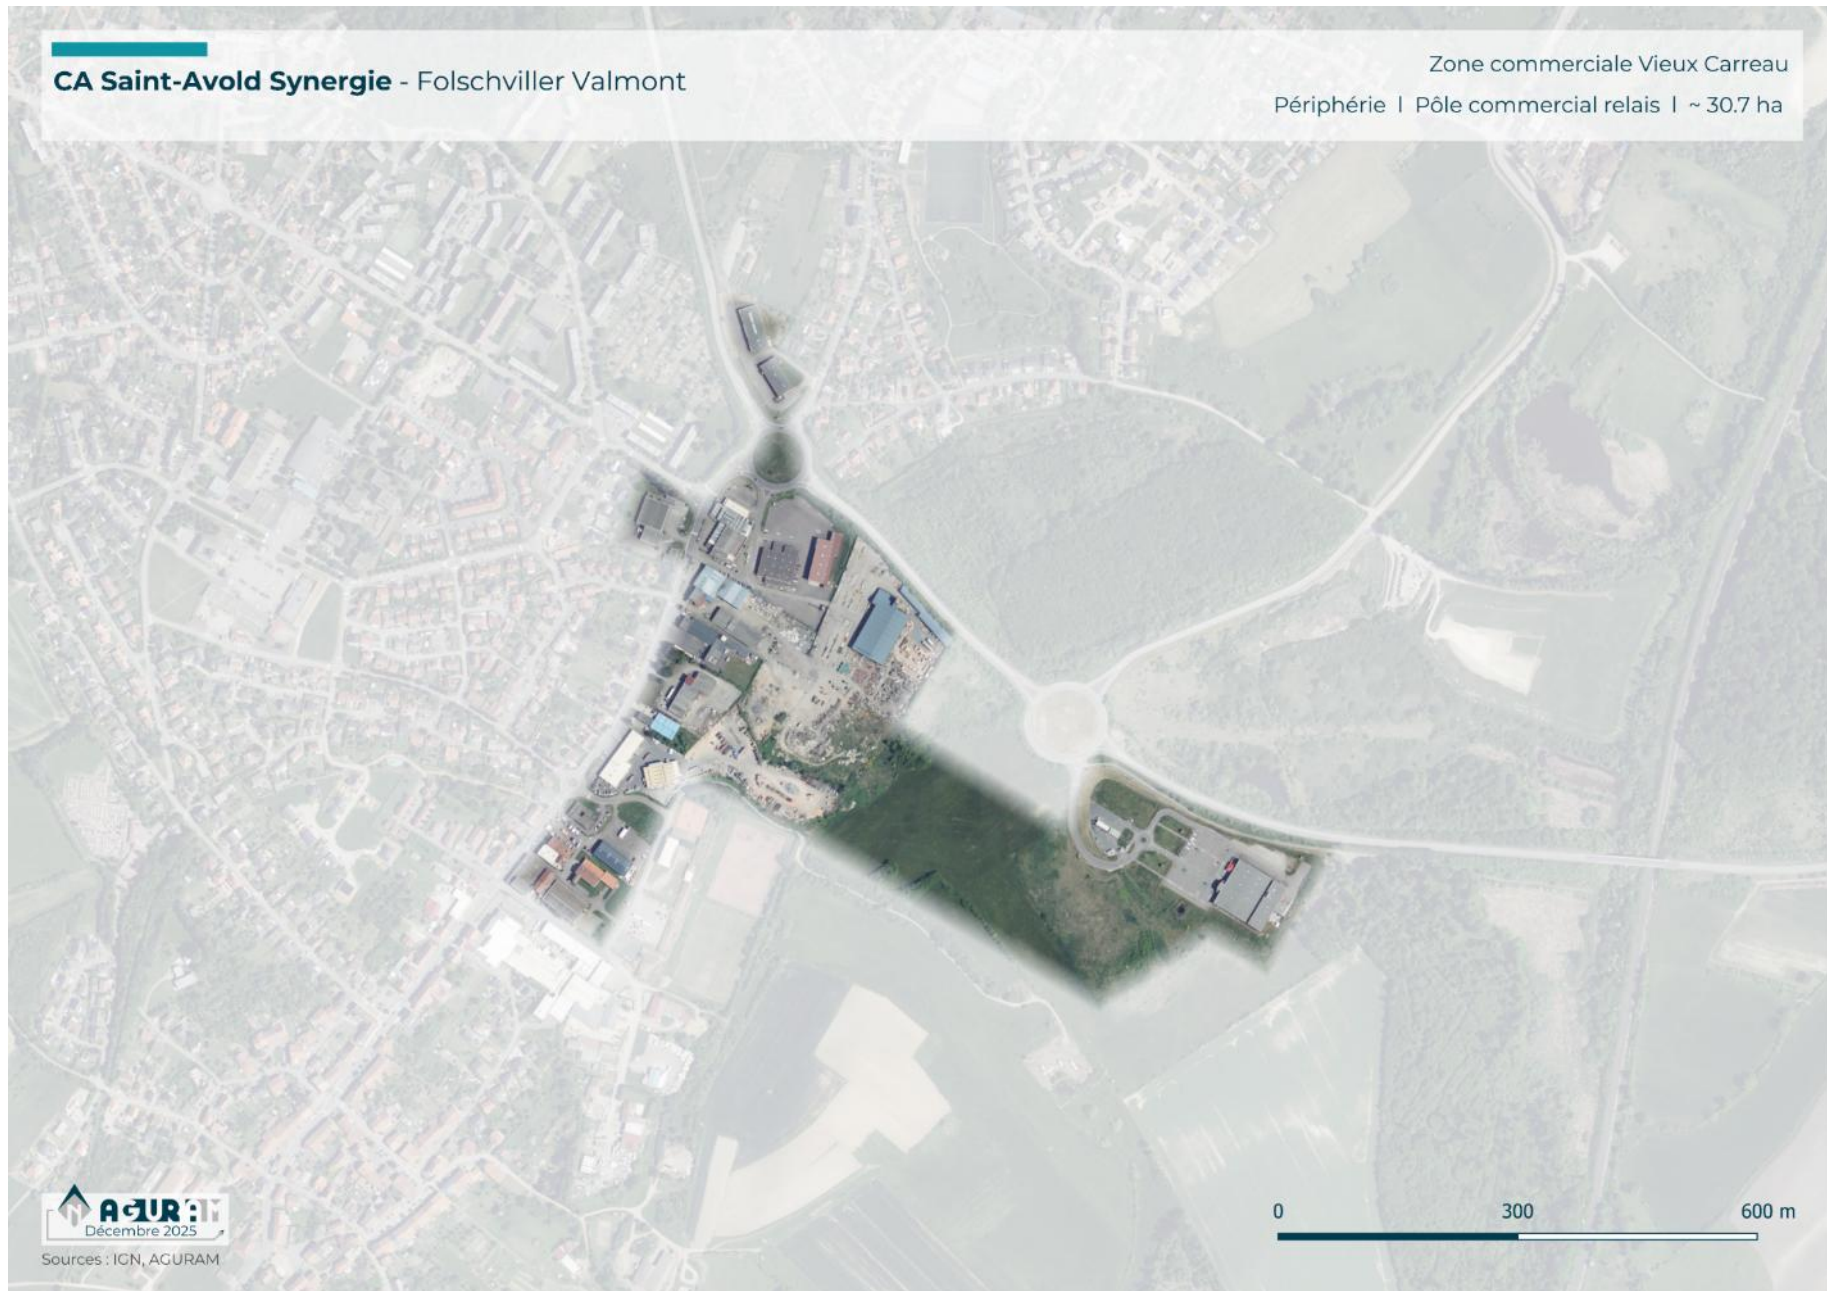 CA Saint-Avold Synergie - Folschviller Valmont
Zone commerciale Vieux Carreau
Périphérie | Pôle commercial relais | ~ 30.7 ha
N AGURAM
Décembre 2025
Sources : IGN, AGURAM
0 300 600 m